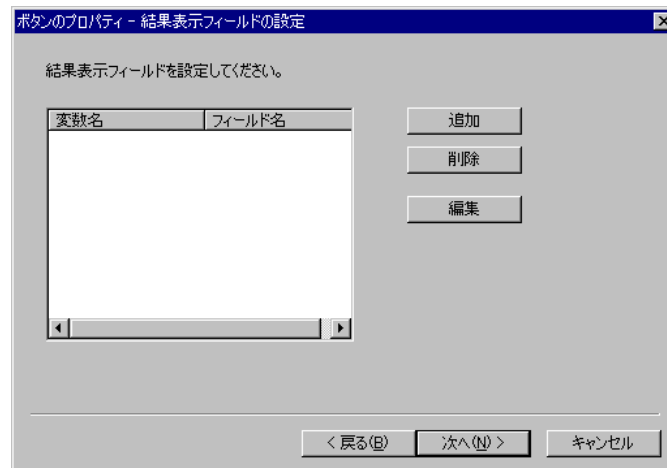 ボタンのプロパティ - 結果表示フィールドの設定
結果表示フィールドを設定してください。
変数名 フィールド名
追加
削除
編集
< 戻る(B) 次へ(N) > キャンセル